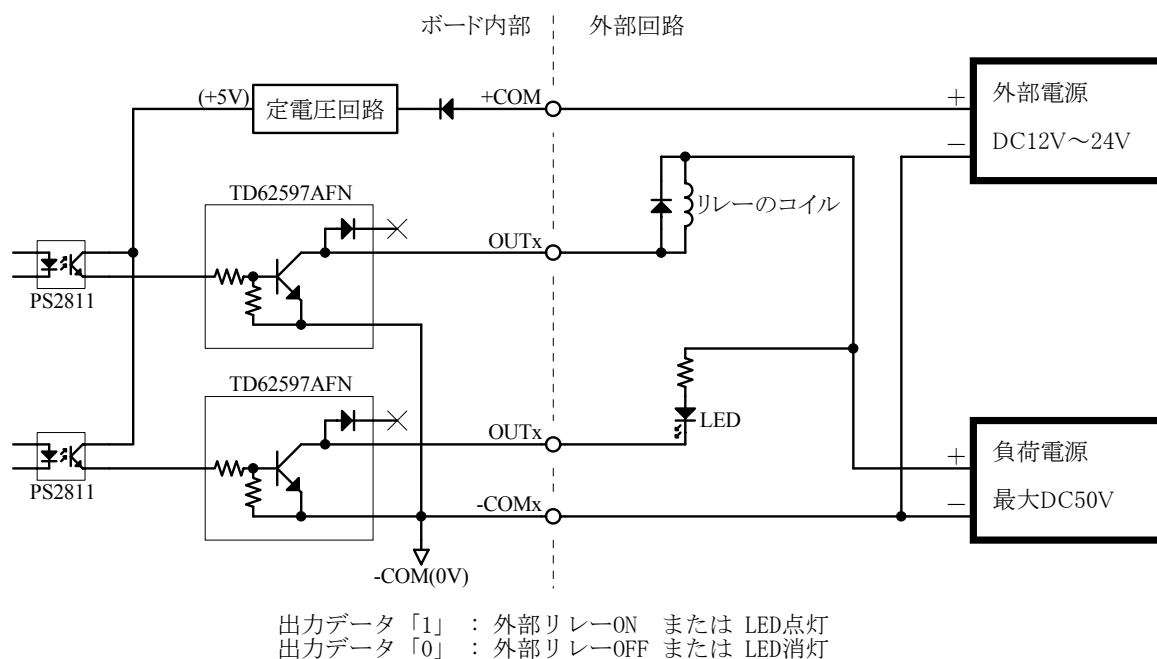 ボード内部
外部回路
(+5V)
定電圧回路
+COM
+
外部電源
DC12V～24V
－
TD62597AFN
リレーのコイル
OUTx
PS2811
TD62597AFN
LED
OUTx
+
負荷電源
最大DC50V
－
PS2811
-COMx
-COM(0V)
出力データ「1」 : 外部リレーON または LED点灯
出力データ「0」 : 外部リレーOFF または LED消灯